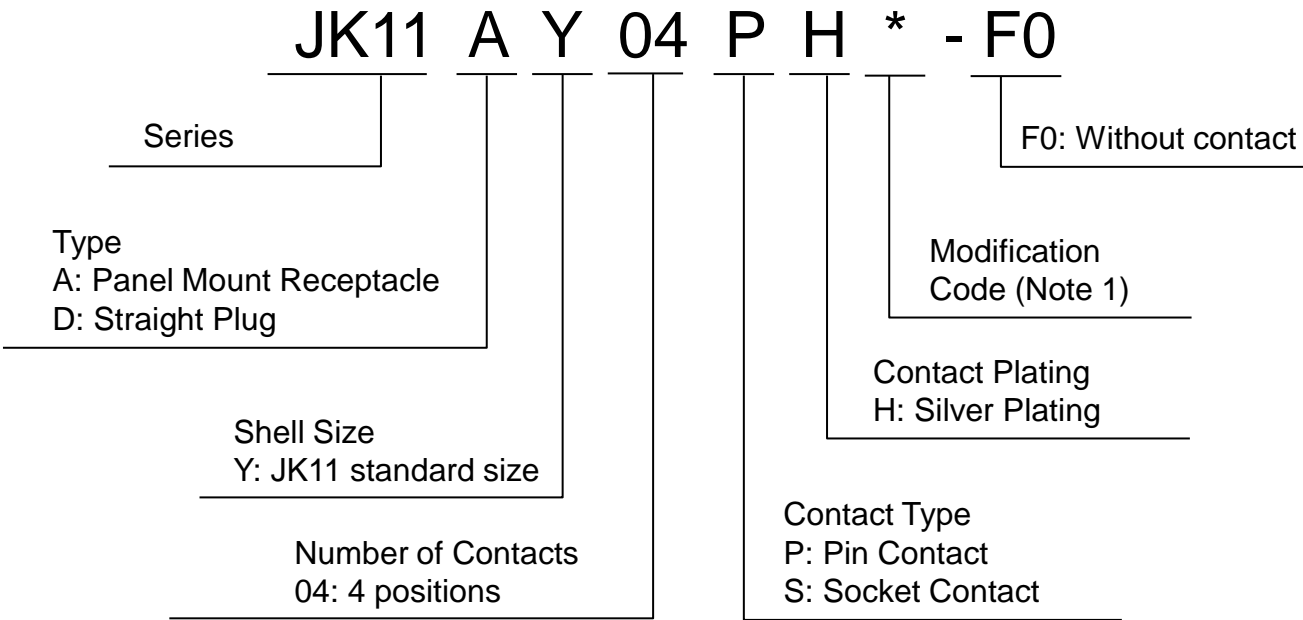 JK11 A Y 04 P H * - F0
Series
F0: Without contact
Type
A: Panel Mount Receptacle
D: Straight Plug
Modification
Code (Note 1)
Contact Plating
H: Silver Plating
Shell Size
Y: JK11 standard size
Contact Type
P: Pin Contact
S: Socket Contact
Number of Contacts
04: 4 positions